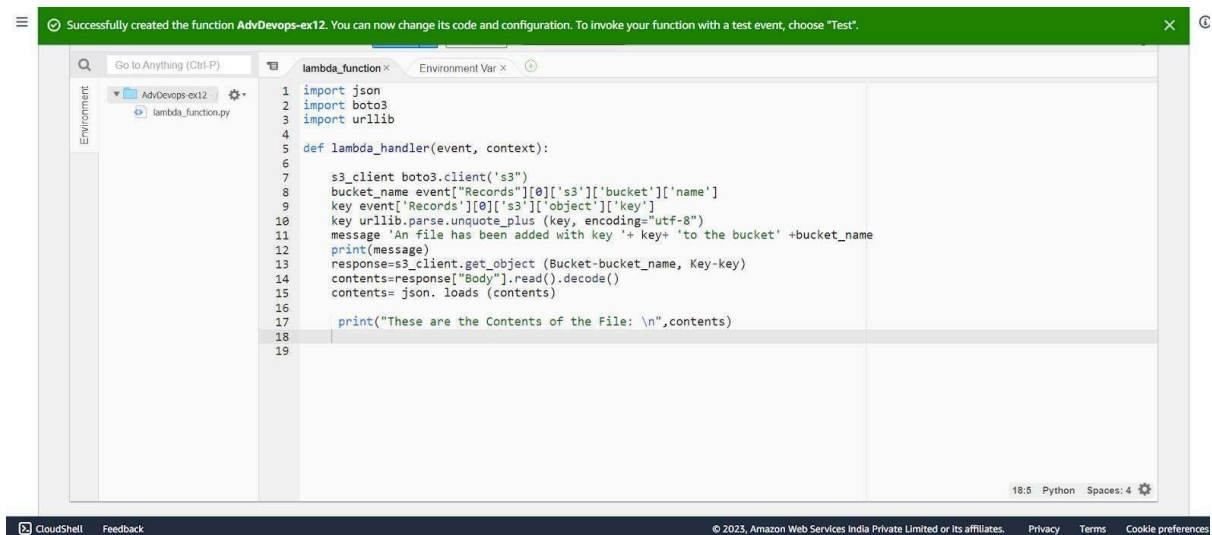 Successfully created the function AdvDevops-ex12. You can now change its code and configuration. To invoke your function with a test event, choose "Test".
Go to Anything (Ctrl-P)
lambda_function ×
Environment Var ×
Environment
AdvDevops-ex12 /
lambda_function.py
1 import json
2 import boto3
3 import urllib
4
5 def lambda_handler(event, context):
6
7 s3_client boto3.client('s3")
8 bucket_name event["Records"][0]['s3']['bucket']['name']
9 key event['Records'][0]['s3']['object']['key']
10 key urllib.parse.unquote_plus (key, encoding="utf-8")
11 message 'An file has been added with key '+ key+ 'to the bucket' +bucket_name
12 print(message)
13 response=s3_client.get_object (Bucket-bucket_name, Key-key)
14 contents=response["Body"].read().decode()
15 contents= json. loads (contents)
16
17 print("These are the Contents of the File: \n",contents)
18
19
18:5 Python Spaces: 4
CloudShell Feedback © 2023, Amazon Web Services India Private Limited or its affiliates. Privacy Terms Cookie preferences